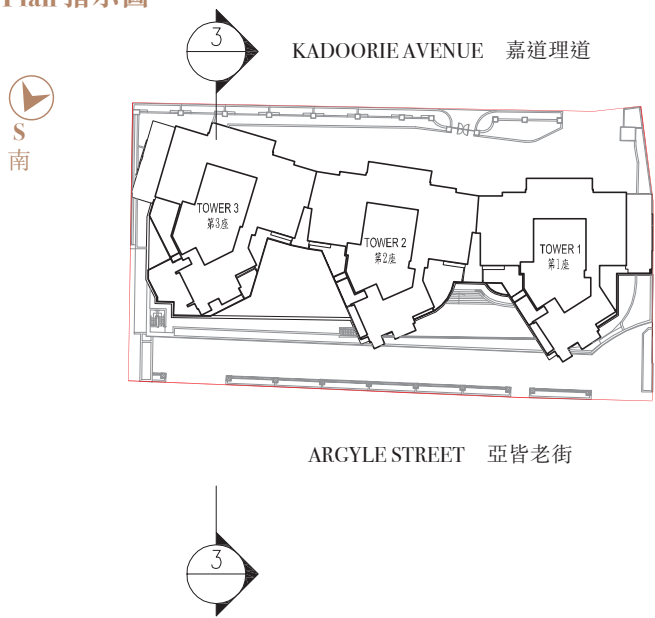 Plan 指示圖
3
KADOORIE AVENUE 嘉道理道
S
南
TOWER 3
第3座
TOWER 2
第2座
TOWER 1
第1座
ARGYLE STREET 亞皆老街
3